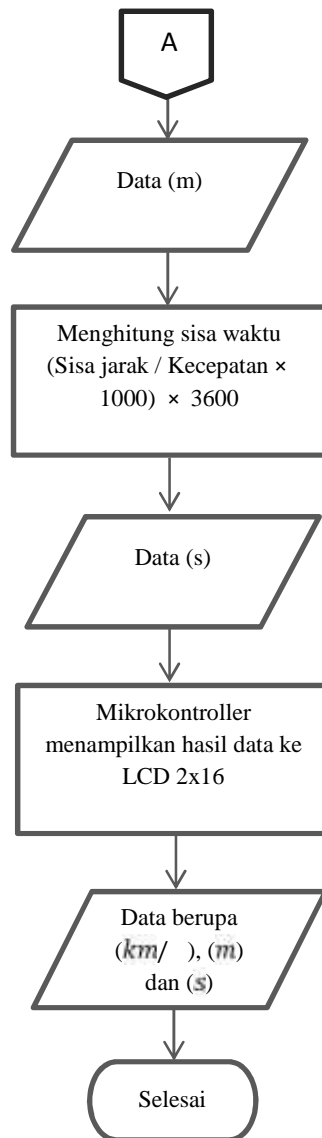 A
Data (m)
Menghitung sisa waktu
(Sisa jarak / Kecepatan ×
1000) × 3600
Data (s)
Mikrokontroller
menampilkan hasil data ke
LCD 2x16
Data berupa
(km/ ), (m)
dan (s)
Selesai